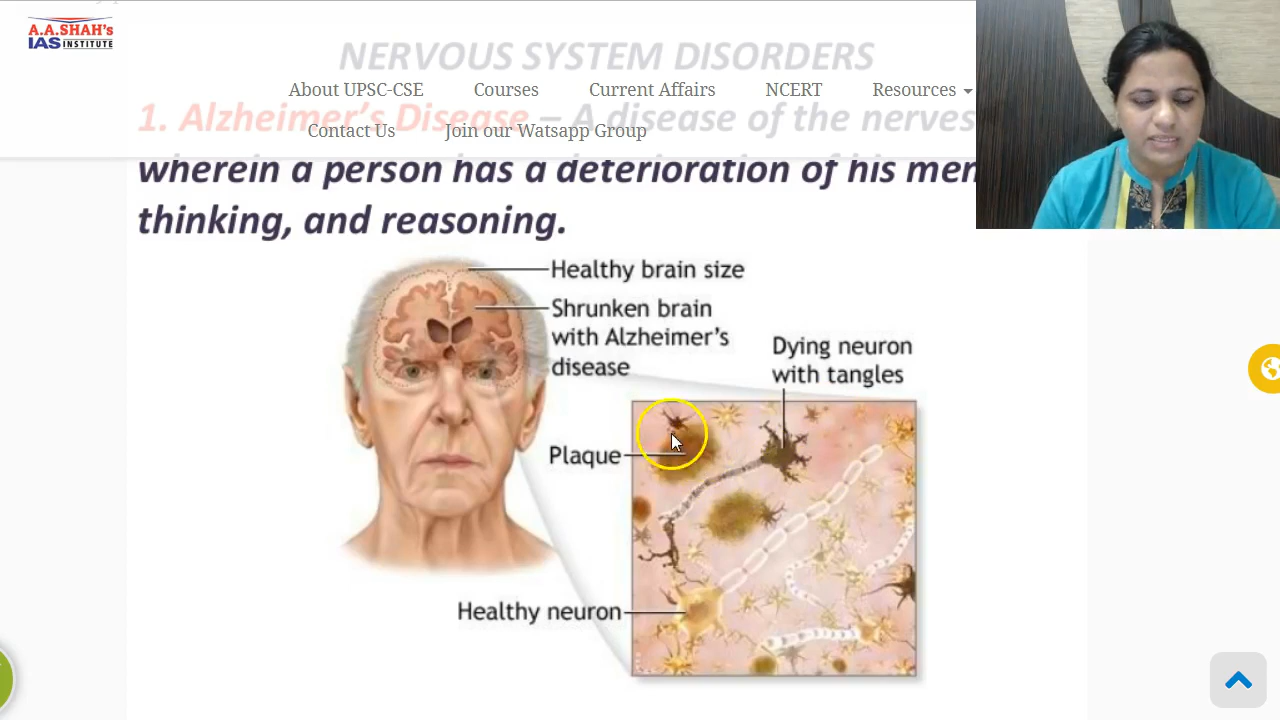 A.A.SHAH's
IAS INSTITUTE
NERVOUS SYSTEM DISORDERS
About UPSC-CSE Courses Current Affairs NCERT Resources
1. Alzheimer's Disease – A disease of the nerves
Contact Us Join our Watsapp Group
wherein a person has a deterioration of his mem
thinking, and reasoning.
Healthy brain size
Shrunken brain
with Alzheimer's
disease
Dying neuron
with tangles
Plaque
Healthy neuron